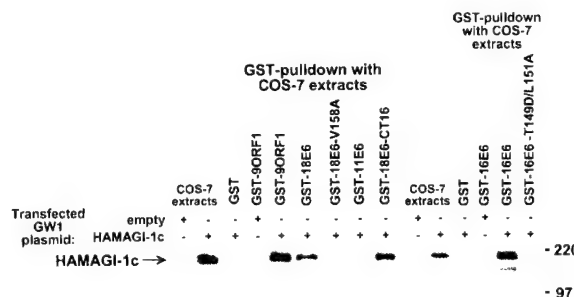 GST-pulldown
with COS-7
extracts
GST-pulldown with
COS-7 extracts
COS-7
extracts
GST
GST-9ORF1
GST-9ORF1
GST-18E6
GST-18E6-V158A
GST-11E6
GST-18E6-CT16
COS-7
extracts
GST
GST-16E6
GST-16E6
GST-16E6 -T149D/L151A
Transfected
GW1
plasmid:
empty + - - + - - - - - + - - + - -
HAMAGI-1c - + + - + + + + + - + + - + +
HAMAGI-1c →
- 220
- 97